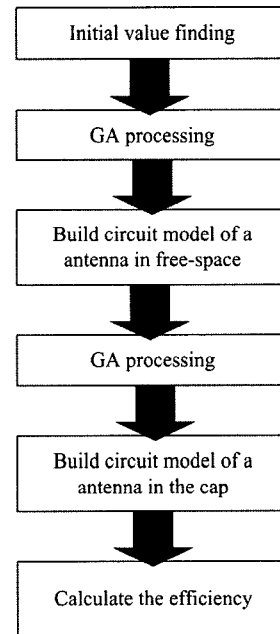 Initial value finding
GA processing
Build circuit model of a
antenna in free-space
GA processing
Build circuit model of a
antenna in the cap
Calculate the efficiency